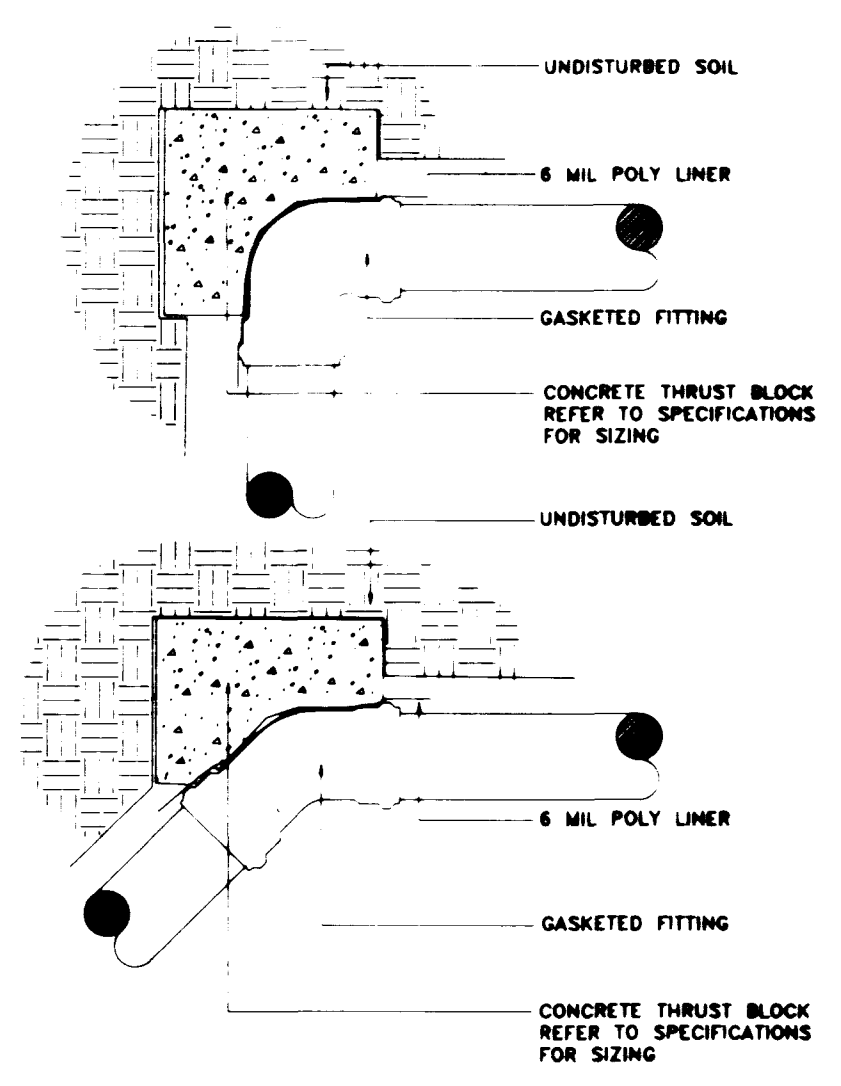 UNDISTURBED SOIL
6 MIL POLY LINER
GASKETED FITTING
CONCRETE THRUST BLOCK
REFER TO SPECIFICATIONS
FOR SIZING
UNDISTURBED SOIL
6 MIL POLY LINER
GASKETED FITTING
CONCRETE THRUST BLOCK
REFER TO SPECIFICATIONS
FOR SIZING